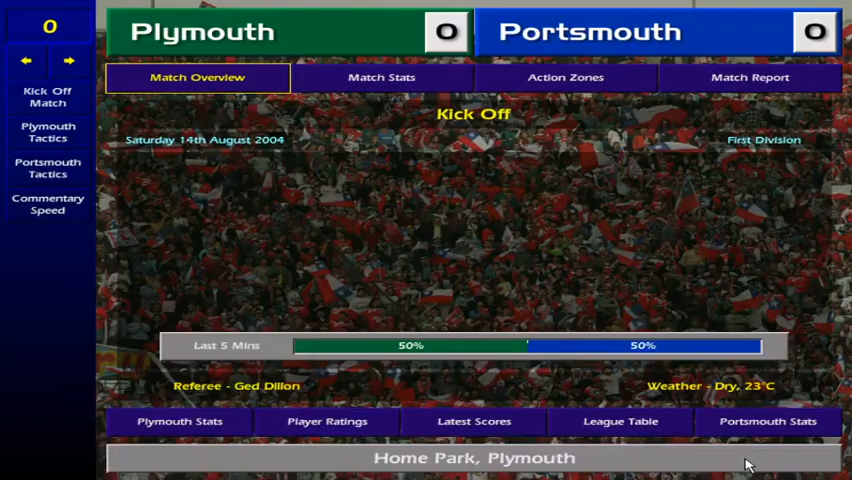 0
Plymouth 0 Portsmouth 0
Match Overview Match Stats Action Zones Match Report
Kick Off
Match
Plymouth
Tactics
Portsmouth
Tactics
Commentary
Speed
Kick Off
Saturday 14th August 2004 First Division
Last 5 Mins 50% 50%
Referee - Ged Dillon Weather - Dry, 23°C
Plymouth Stats Player Ratings Latest Scores League Table Portsmouth Stats
Home Park, Plymouth